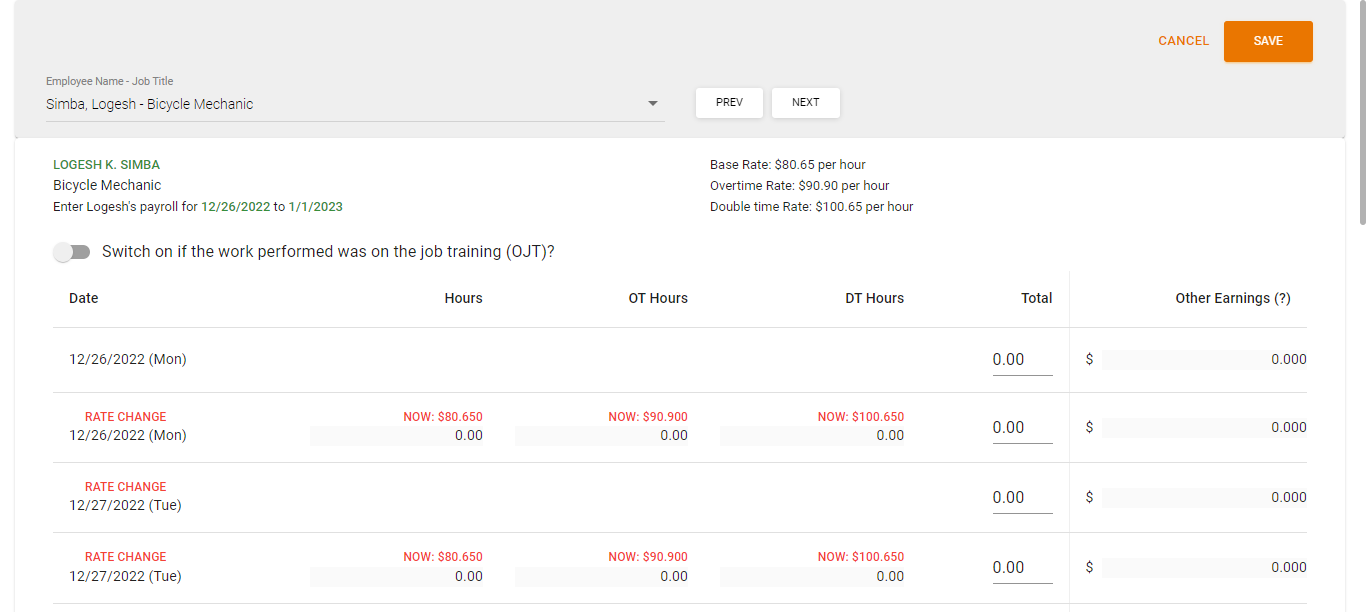 CANCEL SAVE
Employee Name - Job Title
Simba, Logesh - Bicycle Mechanic PREV NEXT
LOGESH K. SIMBA Base Rate: $80.65 per hour
Bicycle Mechanic Overtime Rate: $90.90 per hour
Enter Logesh's payroll for 12/26/2022 to 1/1/2023 Double time Rate: $100.65 per hour
Switch on if the work performed was on the job training (OJT)?
Date Hours OT Hours DT Hours Total Other Earnings (?)
12/26/2022 (Mon) 0.00 $ 0.000
RATE CHANGE NOW: $80.650 NOW: $90.900 NOW: $100.650
12/26/2022 (Mon) 0.00 0.00 0.00 0.00 $ 0.000
RATE CHANGE
12/27/2022 (Tue) 0.00 $ 0.000
RATE CHANGE NOW: $80.650 NOW: $90.900 NOW: $100.650
12/27/2022 (Tue) 0.00 0.00 0.00 0.00 $ 0.000